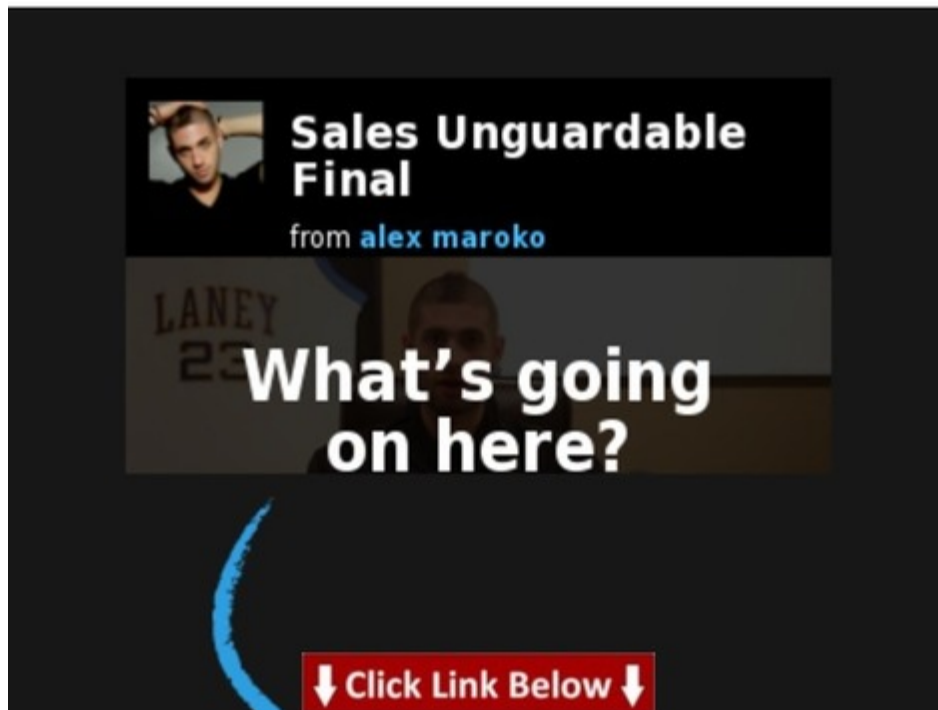 Sales Unguardable
Final
from alex maroko
LANEY
23
What's going
on here?
Click Link Below